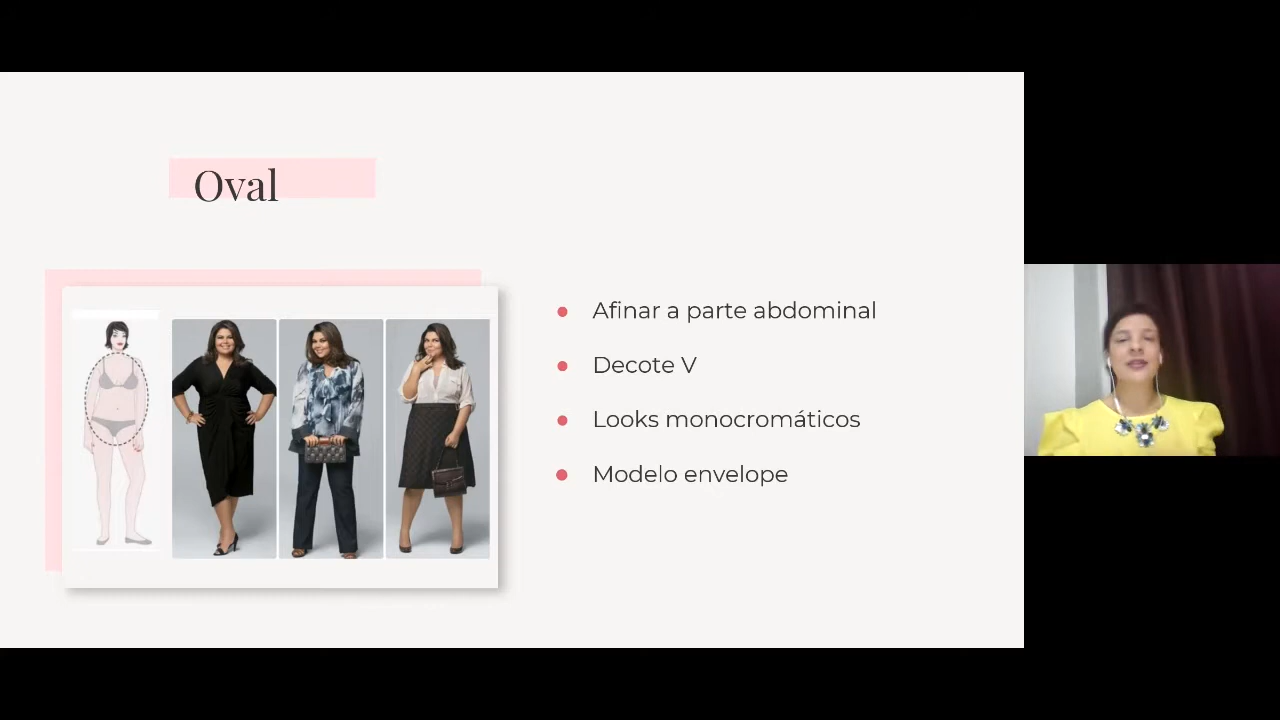 Oval
Afinar a parte abdominal
Decote V
Looks monocromáticos
Modelo envelope